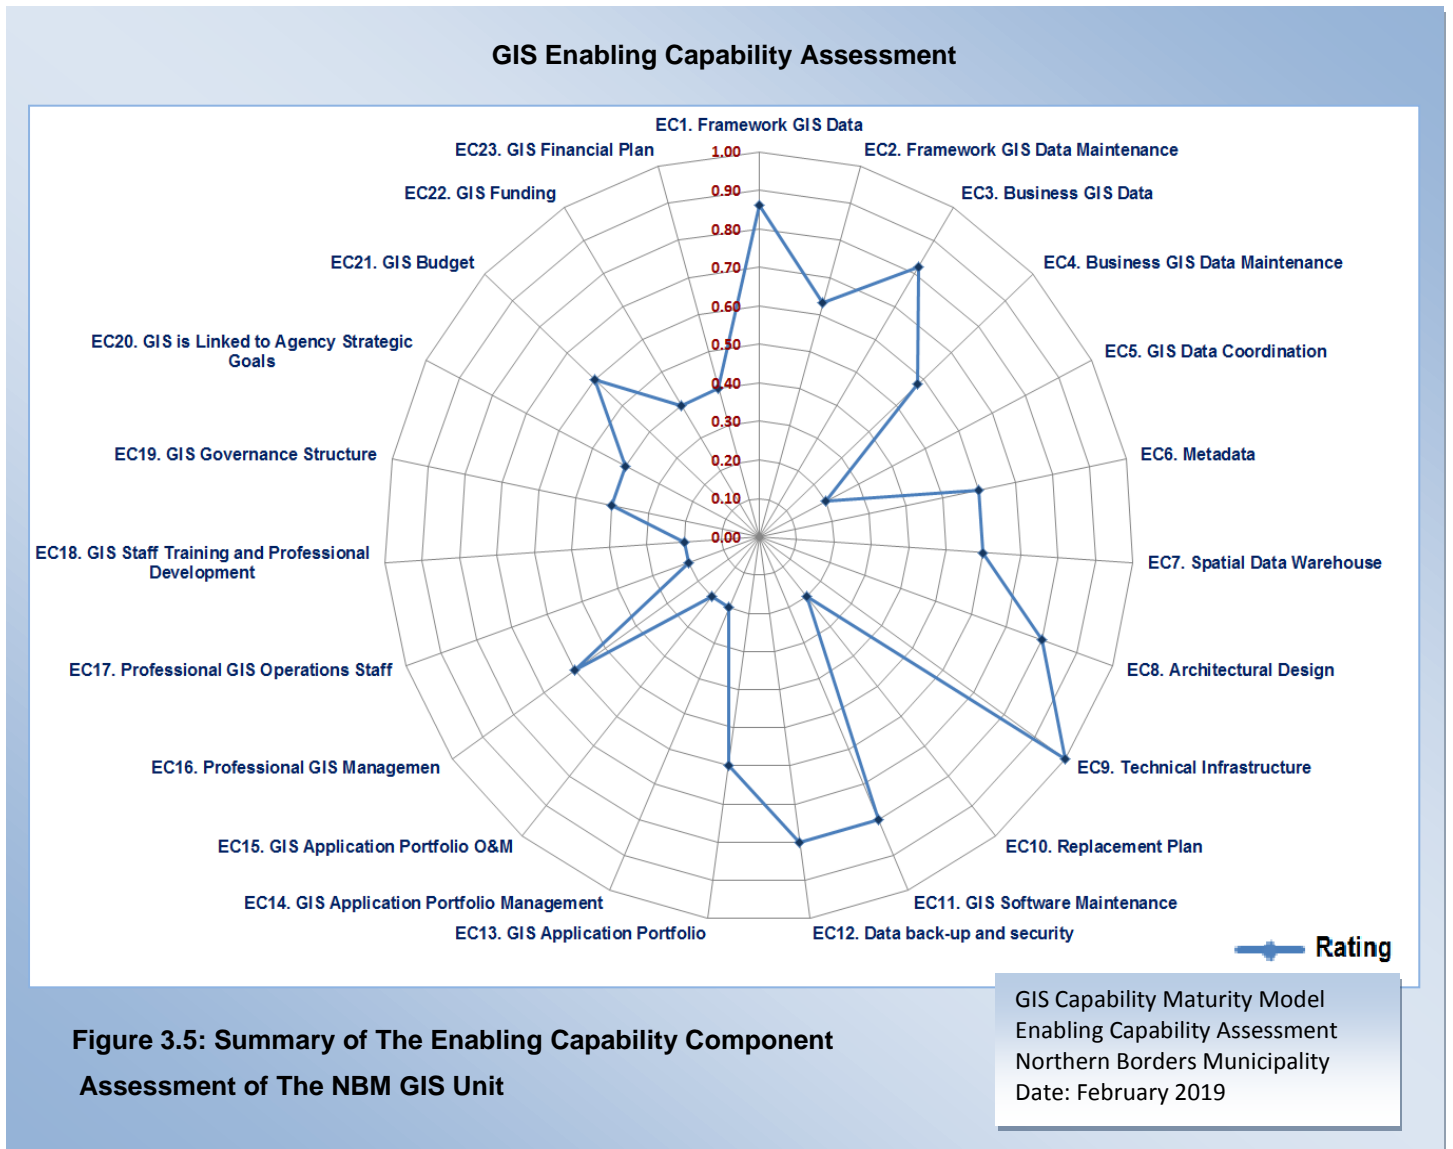 GIS Enabling Capability Assessment
EC1. Framework GIS Data
EC2. Framework GIS Data Maintenance
EC3. Business GIS Data
EC4. Business GIS Data Maintenance
EC5. GIS Data Coordination
EC6. Metadata
EC7. Spatial Data Warehouse
EC8. Architectural Design
EC9. Technical Infrastructure
EC10. Replacement Plan
EC11. GIS Software Maintenance
EC12. Data back-up and security
EC13. GIS Application Portfolio
EC14. GIS Application Portfolio Management
EC15. GIS Application Portfolio O&M
EC16. Professional GIS Managemen
EC17. Professional GIS Operations Staff
EC18. GIS Staff Training and Professional
Development
EC19. GIS Governance Structure
EC20. GIS is Linked to Agency Strategic
Goals
EC21. GIS Budget
EC22. GIS Funding
EC23. GIS Financial Plan
1.00
0.90
0.80
0.70
0.60
0.50
0.40
0.30
0.20
0.10
0.00
Rating
Figure 3.5: Summary of The Enabling Capability Component
Assessment of The NBM GIS Unit
GIS Capability Maturity Model
Enabling Capability Assessment
Northern Borders Municipality
Date: February 2019